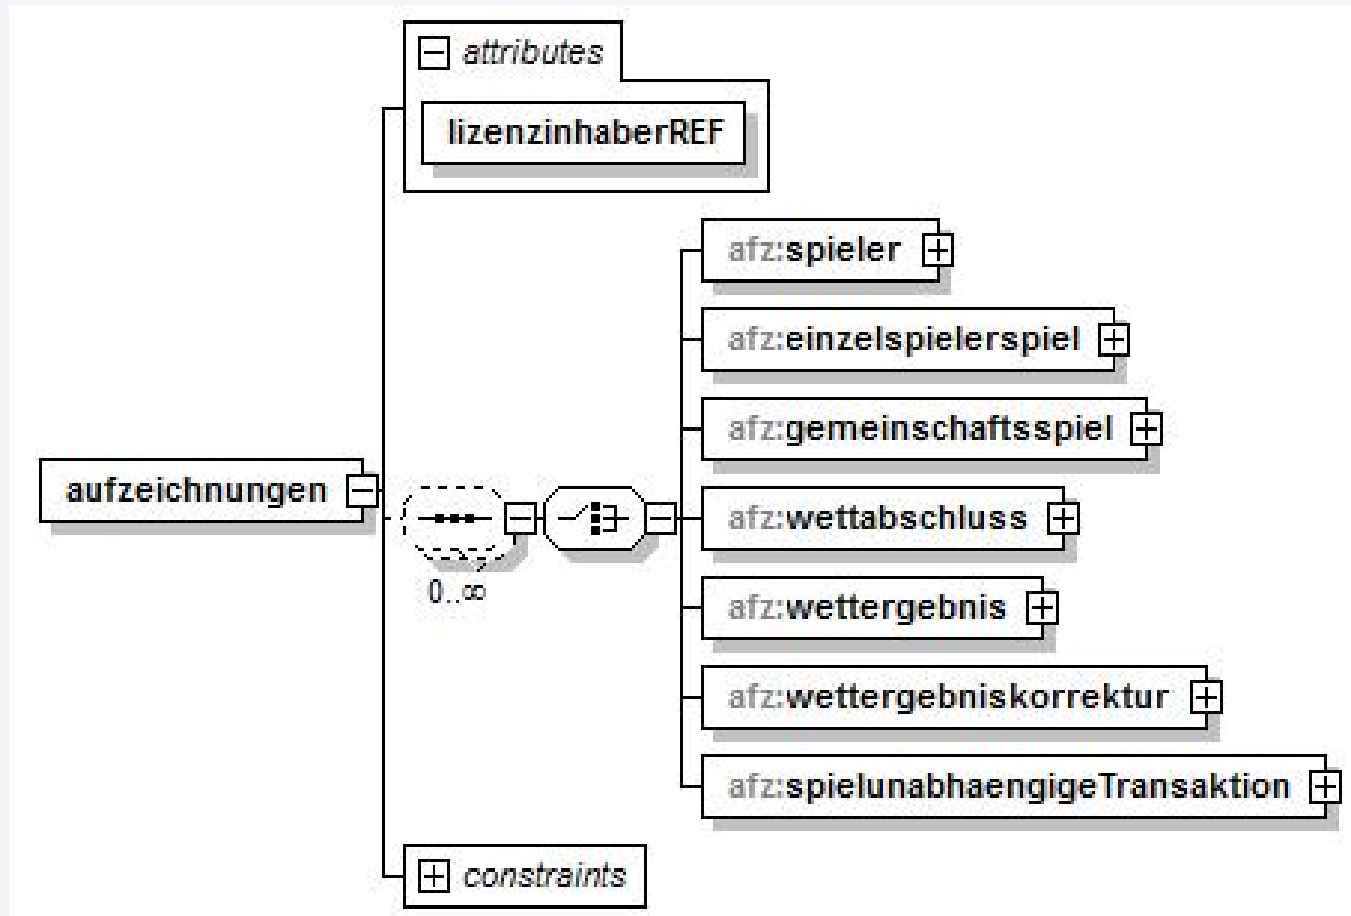 attributes
lizenzinhaberREF
afz:spieler
afz:einzelspielerspiel
afz:gemeinschaftsspiel
aufzeichnungen
afz:wettabschluss
0..∞
afz:wettergebnis
afz:wettergebniskorrektur
afz:spielunabhaengigeTransaktion
constraints